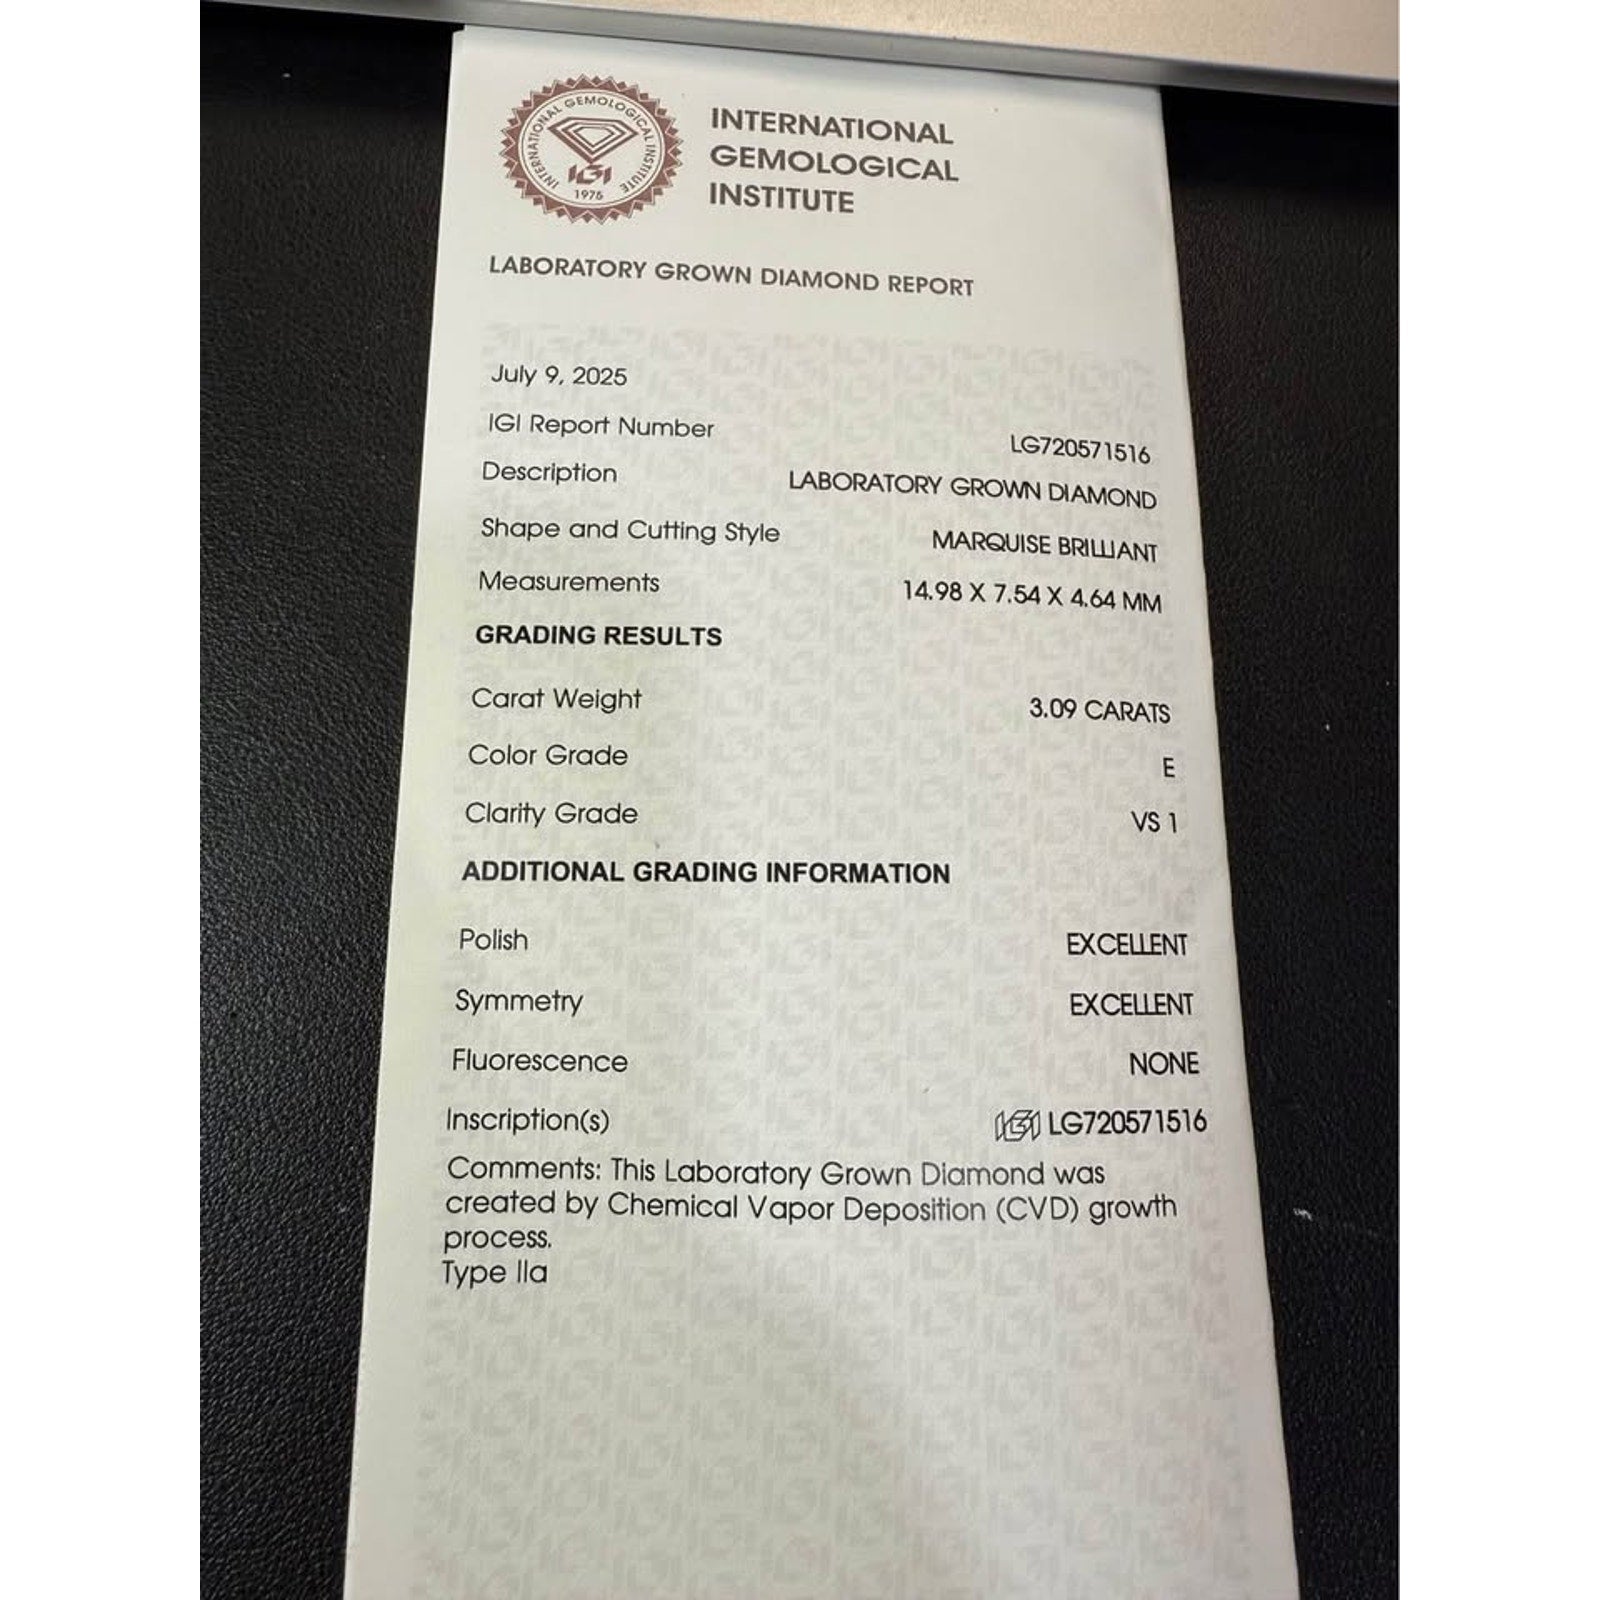 INTERNATIONAL GEMOLOGICAL INSTITUTE
IGI
1975
INTERNATIONAL
GEMOLOGICAL
INSTITUTE
LABORATORY GROWN DIAMOND REPORT
July 9, 2025
IGI Report Number LG720571516
Description LABORATORY GROWN DIAMOND
Shape and Cutting Style MARQUISE BRILLIANT
Measurements 14.98 X 7.54 X 4.64 MM
GRADING RESULTS
Carat Weight 3.09 CARATS
Color Grade E
Clarity Grade VS 1
ADDITIONAL GRADING INFORMATION
Polish EXCELLENT
Symmetry EXCELLENT
Fluorescence NONE
Inscription(s) IGI LG720571516
Comments: This Laboratory Grown Diamond was
created by Chemical Vapor Deposition (CVD) growth
process.
Type IIa